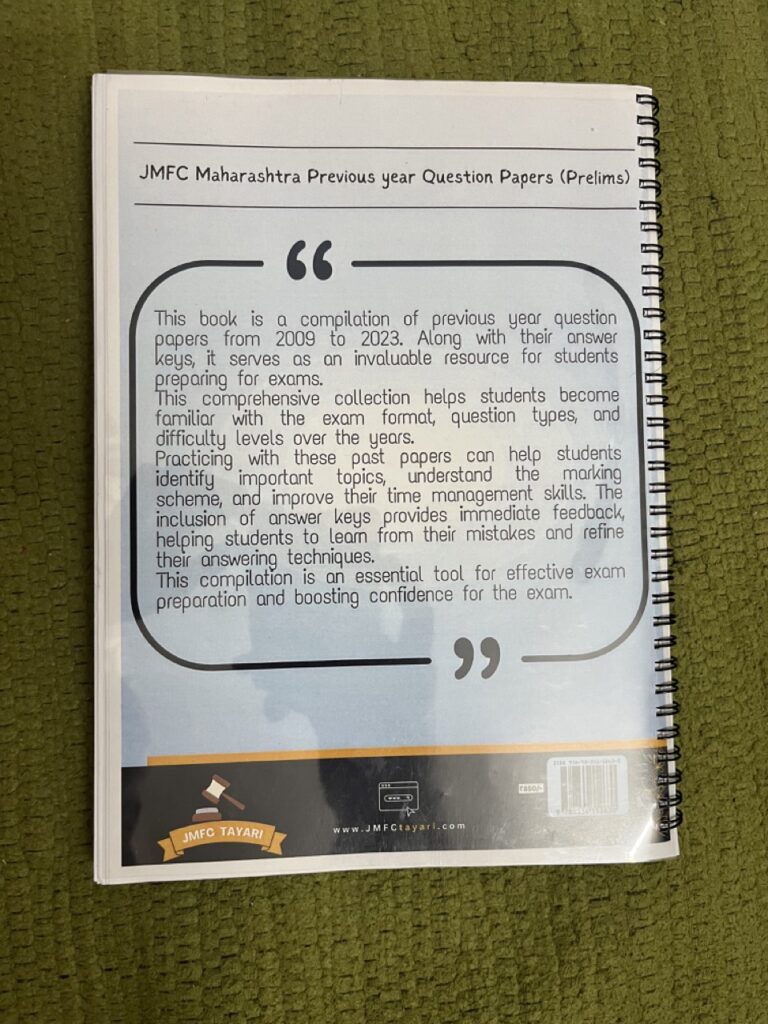 JMFC Maharashtra Previous year Question Papers (Prelims)
“
This book is a compilation of previous year question
papers from 2009 to 2023. Along with their answer
keys, it serves as an invaluable resource for students
preparing for exams.
This comprehensive collection helps students become
familiar with the exam format, question types, and
difficulty levels over the years.
Practicing with these past papers can help students
identify important topics, understand the marking
scheme, and improve their time management skills. The
inclusion of answer keys provides immediate feedback,
helping students to learn from their mistakes and refine
their answering techniques.
This compilation is an essential tool for effective exam
preparation and boosting confidence for the exam.
”
JMFC TAYARI
www.JMFCtayari.com